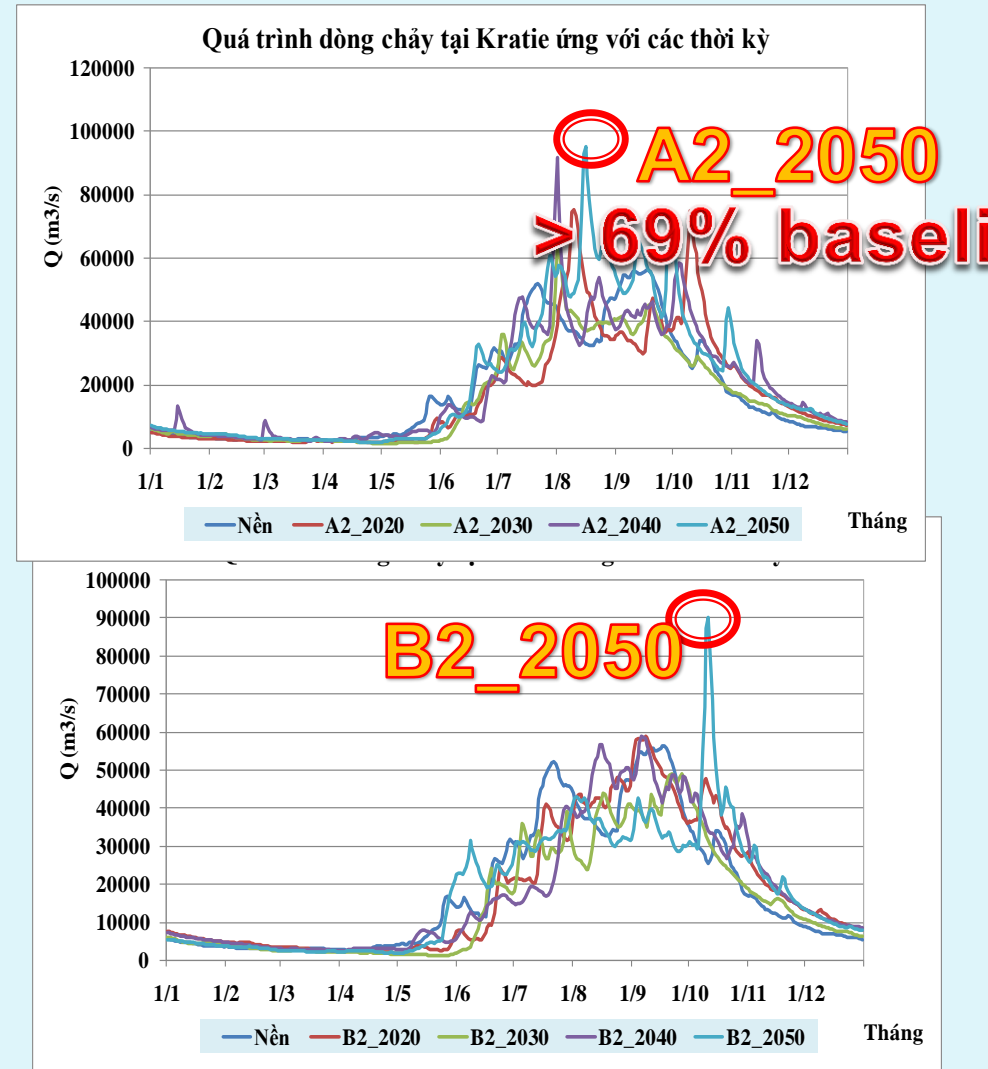 Quá trình dòng chảy tại Kratie ứng với các thời kỳ
120000
100000
80000
60000
40000
20000
0
Q (m3/s)
A2_2050
> 69% baseli
1/1 1/2 1/3 1/4 1/5 1/6 1/7 1/8 1/9 1/10 1/11 1/12
Tháng
Nền A2_2020 A2_2030 A2_2040 A2_2050
100000
90000
80000
70000
60000
50000
40000
30000
20000
10000
0
Q (m3/s)
B2_2050
1/1 1/2 1/3 1/4 1/5 1/6 1/7 1/8 1/9 1/10 1/11 1/12
Tháng
Nền B2_2020 B2_2030 B2_2040 B2_2050